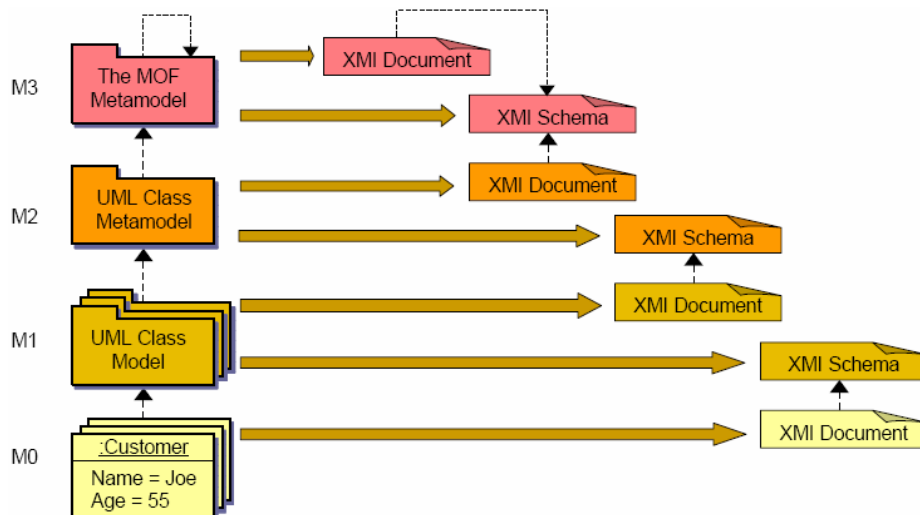 M3
The MOF
Metamodel
XMI Document
XMI Schema
M2
UML Class
Metamodel
XMI Document
XMI Schema
M1
UML Class
Model
XMI Document
XMI Schema
M0
:Customer
Name = Joe
Age = 55
XMI Document